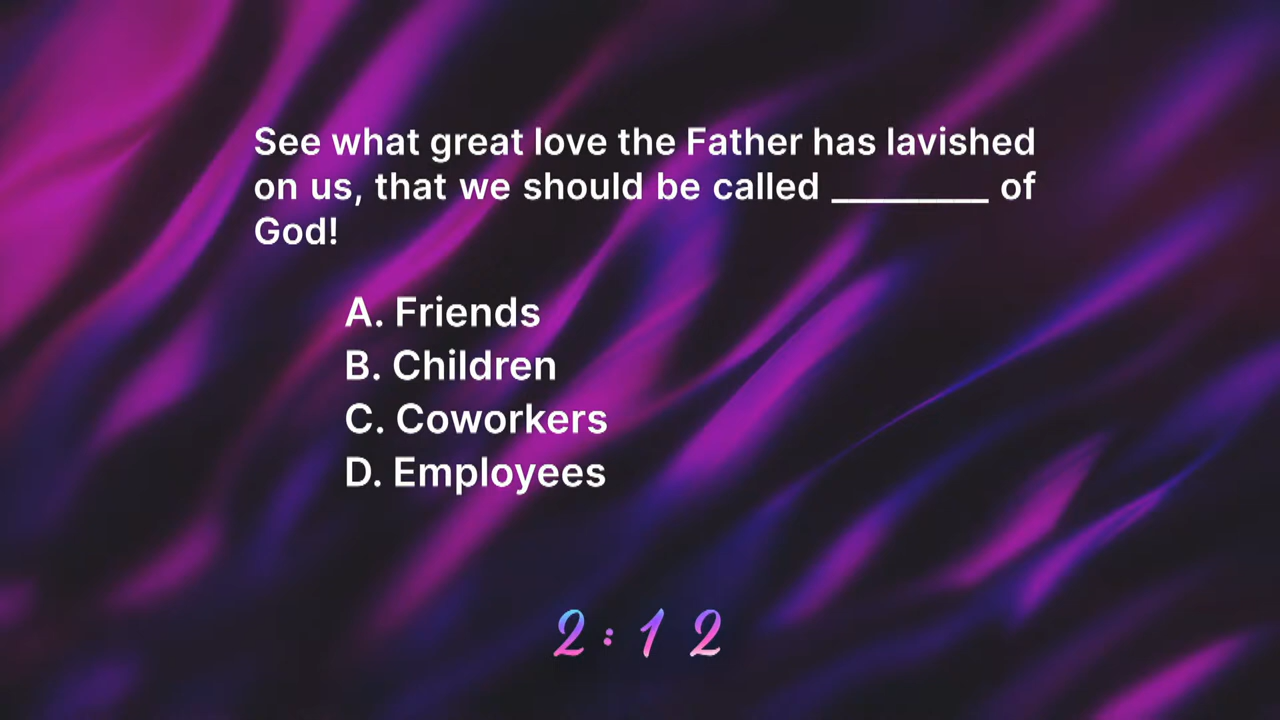 See what great love the Father has lavished
on us, that we should be called _________ of
God!
A. Friends
B. Children
C. Coworkers
D. Employees
2:12